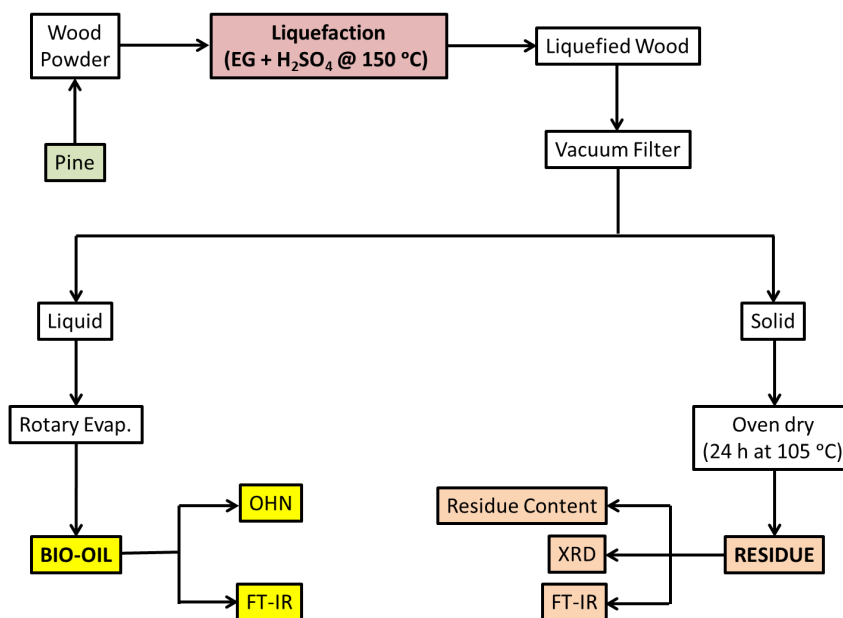 Wood
Powder
Liquefaction
(EG + H₂SO₄ @ 150 °C)
Liquefied Wood
Pine
Vacuum Filter
Liquid
Solid
Rotary Evap.
Oven dry
(24 h at 105 °C)
OHN
Residue Content
BIO-OIL
XRD
RESIDUE
FT-IR
FT-IR